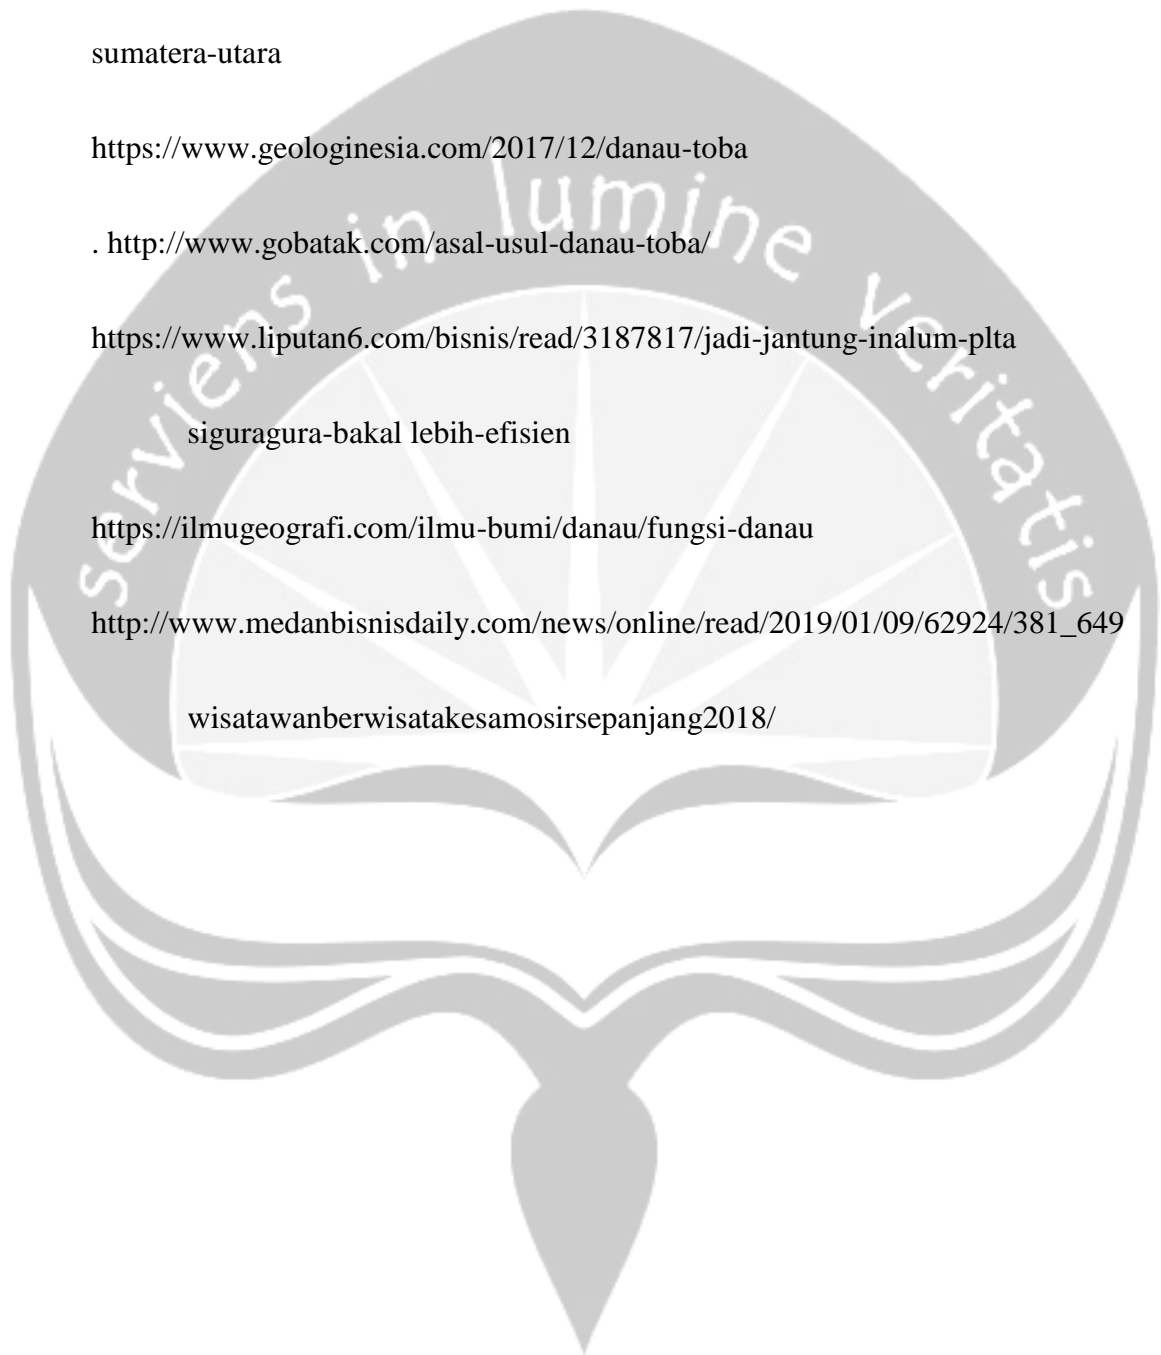 sumatera-utara
https://www.geologinesia.com/2017/12/danau-toba
. http://www.gobatak.com/asal-usul-danau-toba/
https://www.liputan6.com/bisnis/read/3187817/jadi-jantung-inalum-plta
siguragura-bakal lebih-efisien
https://ilmugeografi.com/ilmu-bumi/danau/fungsi-danau
http://www.medanbisnisdaily.com/news/online/read/2019/01/09/62924/381_649
wisatawanberwisatakesamosirsepanjang2018/
serviens in lumine veritatis